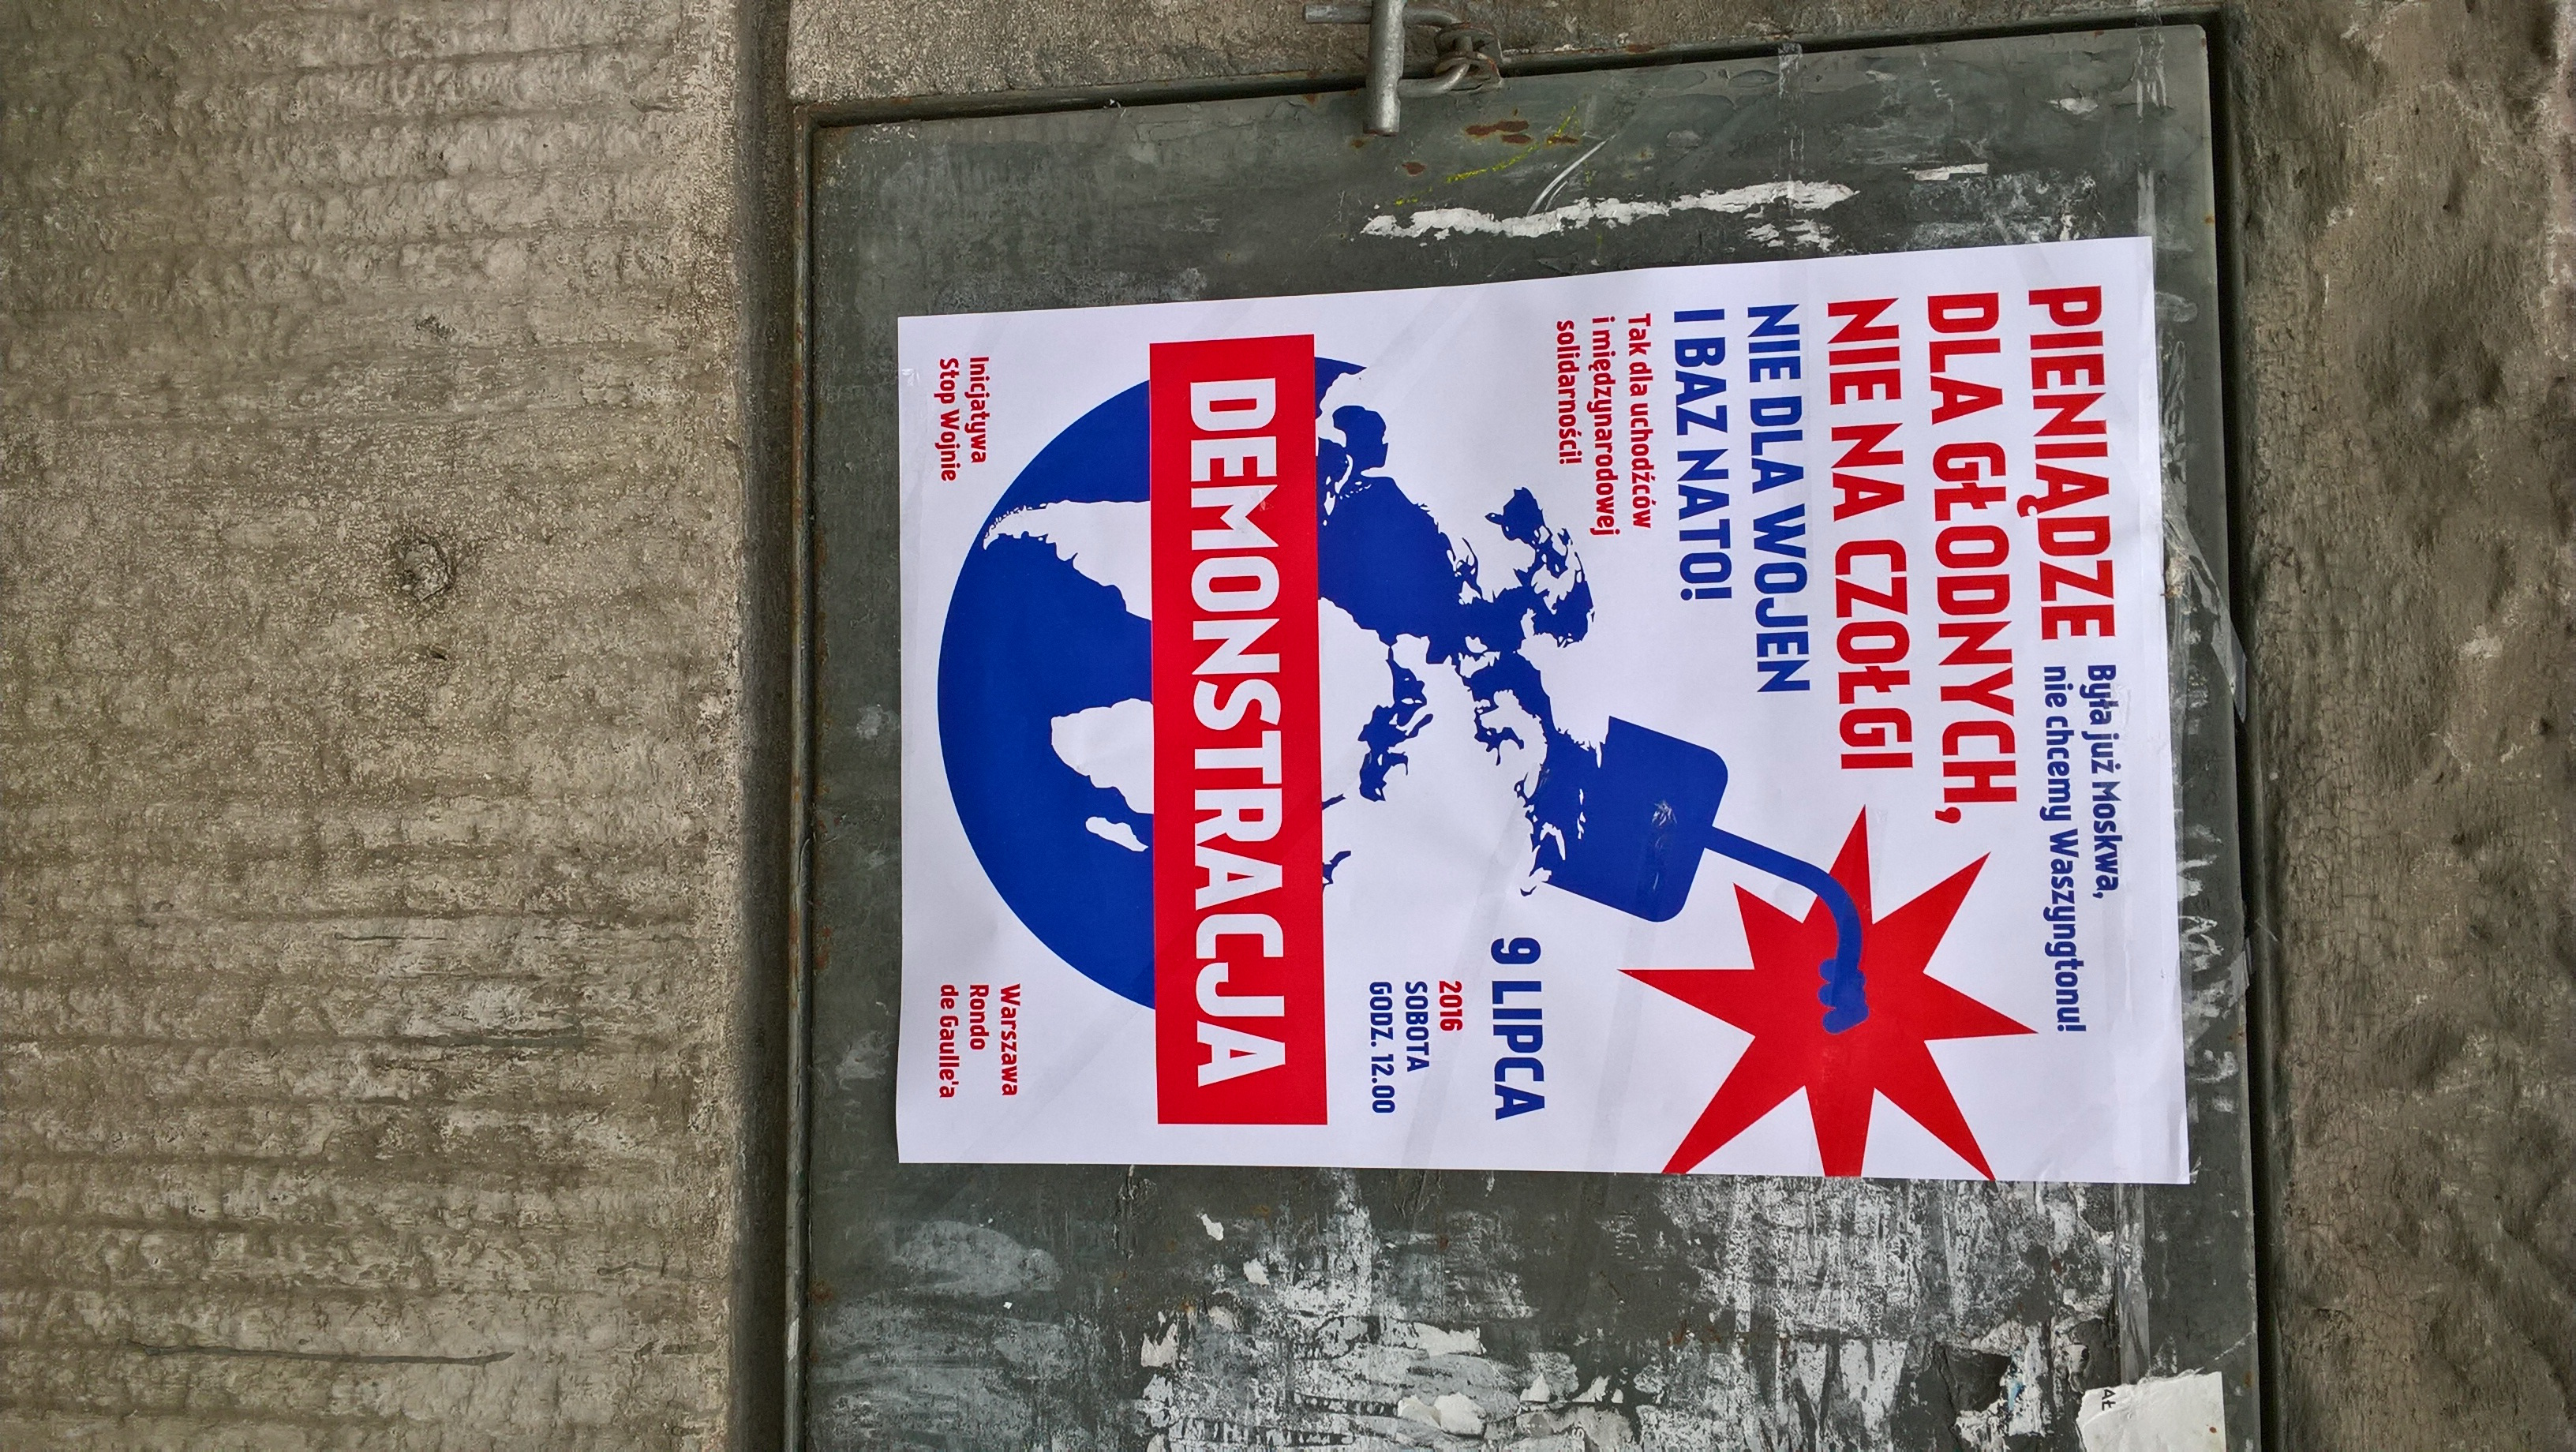 Była już Moskwa,
nie chcemy Waszyngtonu!
PIENIĄDZE
DLA GŁODNYCH,
NIE NA CZOŁGI
NIE DLA WOJEN
I BAZ NATO!
Tak dla uchodźców
i międzynarodowej
solidarności!
9 LIPCA
2016
SOBOTA
GODZ. 12.00
DEMONSTRACJA
Inicjatywa
Stop Wojnie
Warszawa
Rondo
de Gaulle'a